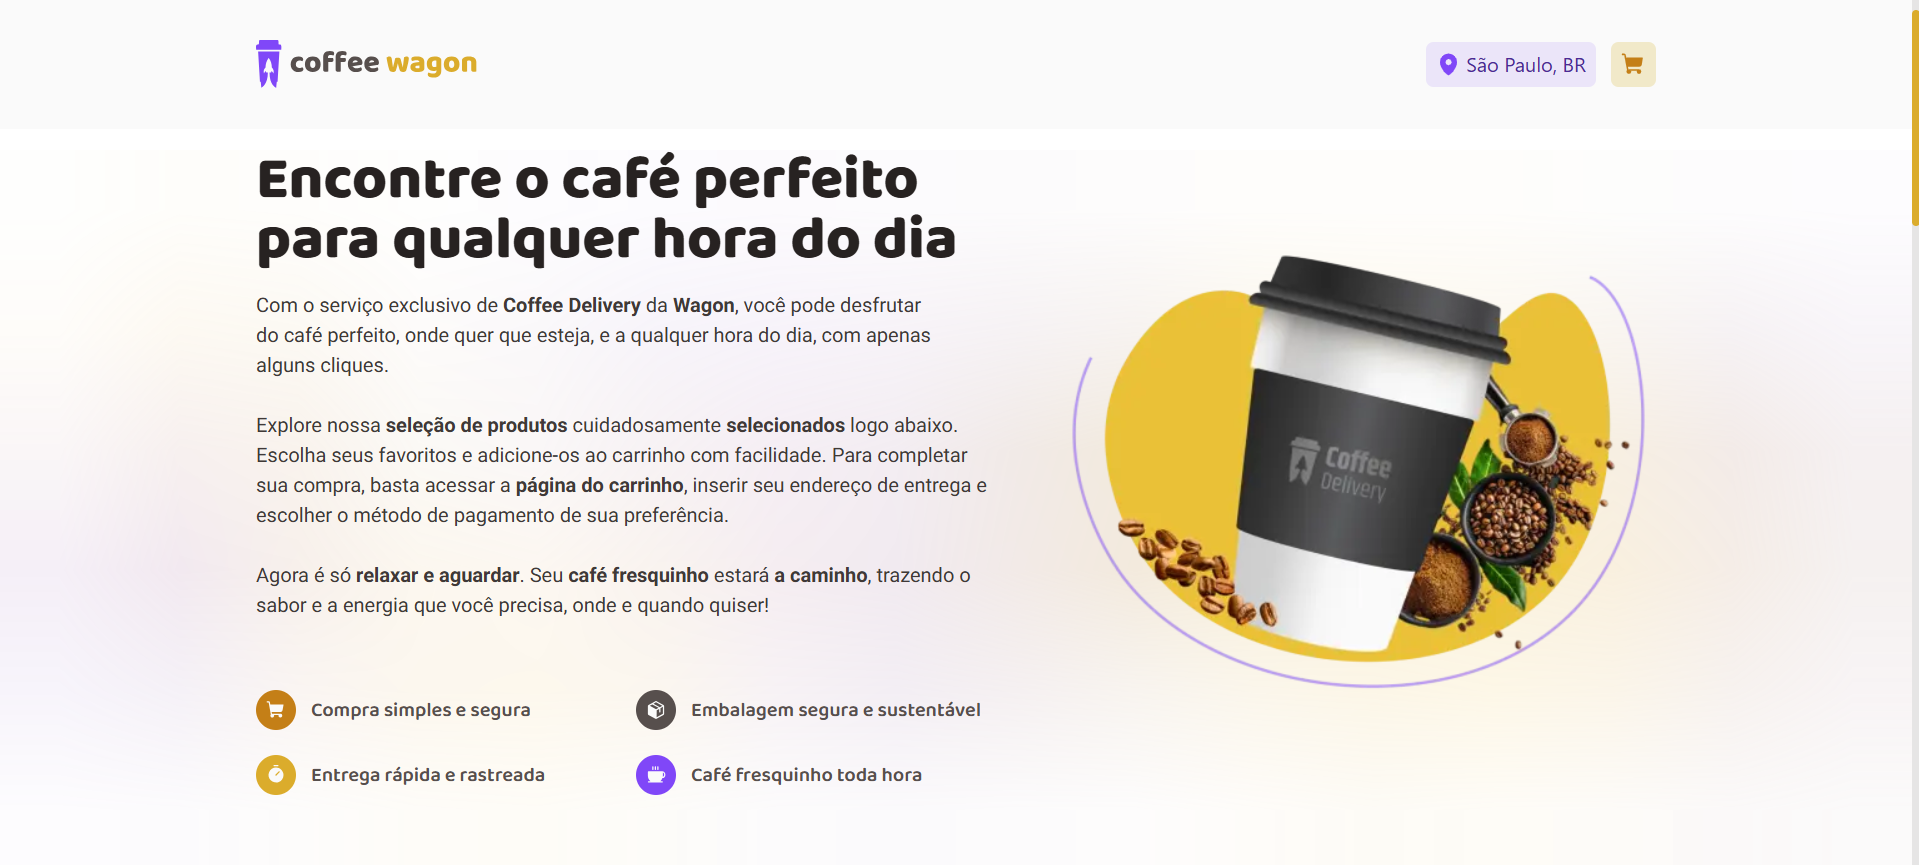 coffee wagon
São Paulo, BR
Encontre o café perfeito
para qualquer hora do dia
Com o serviço exclusivo de Coffee Delivery da Wagon, você pode desfrutar
do café perfeito, onde quer que esteja, e a qualquer hora do dia, com apenas
alguns cliques.
Explore nossa seleção de produtos cuidadosamente selecionados logo abaixo.
Escolha seus favoritos e adicione-os ao carrinho com facilidade. Para completar
sua compra, basta acessar a página do carrinho, inserir seu endereço de entrega e
escolher o método de pagamento de sua preferência.
Agora é só relaxar e aguardar. Seu café fresquinho estará a caminho, trazendo o
sabor e a energia que você precisa, onde e quando quiser!
Compra simples e segura
Embalagem segura e sustentável
Entrega rápida e rastreada
Café fresquinho toda hora
Coffee
Delivery